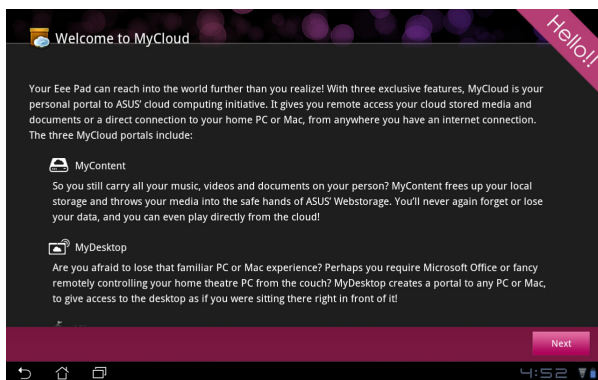 Welcome to MyCloud
Hello!!
Your Eee Pad can reach into the world further than you realize! With three exclusive features, MyCloud is your
personal portal to ASUS' cloud computing initiative. It gives you remote access your cloud stored media and
documents or a direct connection to your home PC or Mac, from anywhere you have an internet connection.
The three MyCloud portals include:
MyContent
So you still carry all your music, videos and documents on your person? MyContent frees up your local
storage and throws your media into the safe hands of ASUS' Webstorage. You'll never again forget or lose
your data, and you can even play directly from the cloud!
MyDesktop
Are you afraid to lose that familiar PC or Mac experience? Perhaps you require Microsoft Office or fancy
remotely controlling your home theatre PC from the couch? MyDesktop creates a portal to any PC or Mac,
to give access to the desktop as if you were sitting there right in front of it!
Next
4:52